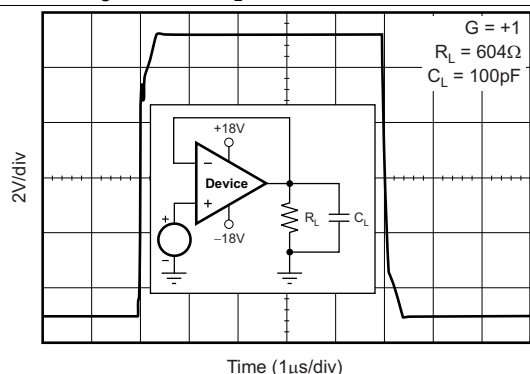 G = +1
R_L = 604Ω
C_L = 100pF
2V/div
+18V
−
Device
+
+
−
−18V
R_L
C_L
Time (1μs/div)